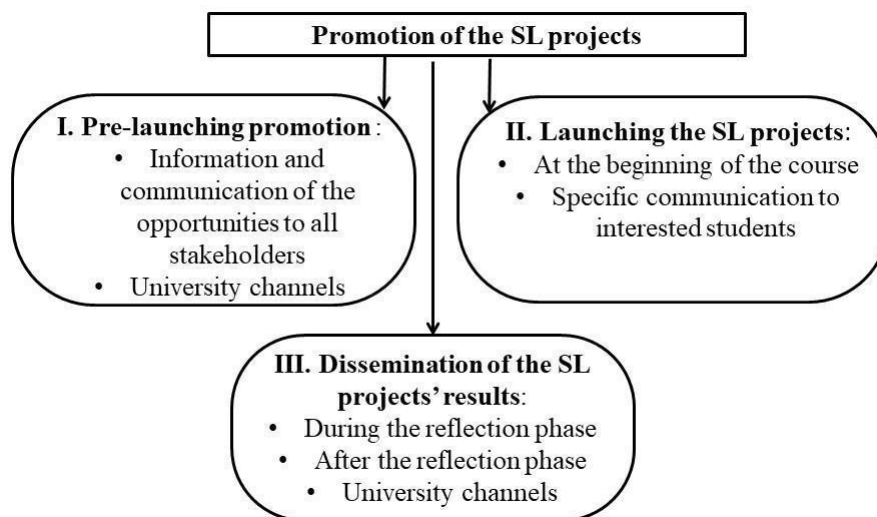 Promotion of the SL projects
I. Pre-launching promotion :
• Information and
communication of the
opportunities to all
stakeholders
• University channels
II. Launching the SL projects:
• At the beginning of the course
• Specific communication to
interested students
III. Dissemination of the SL
projects’ results:
• During the reflection phase
• After the reflection phase
• University channels